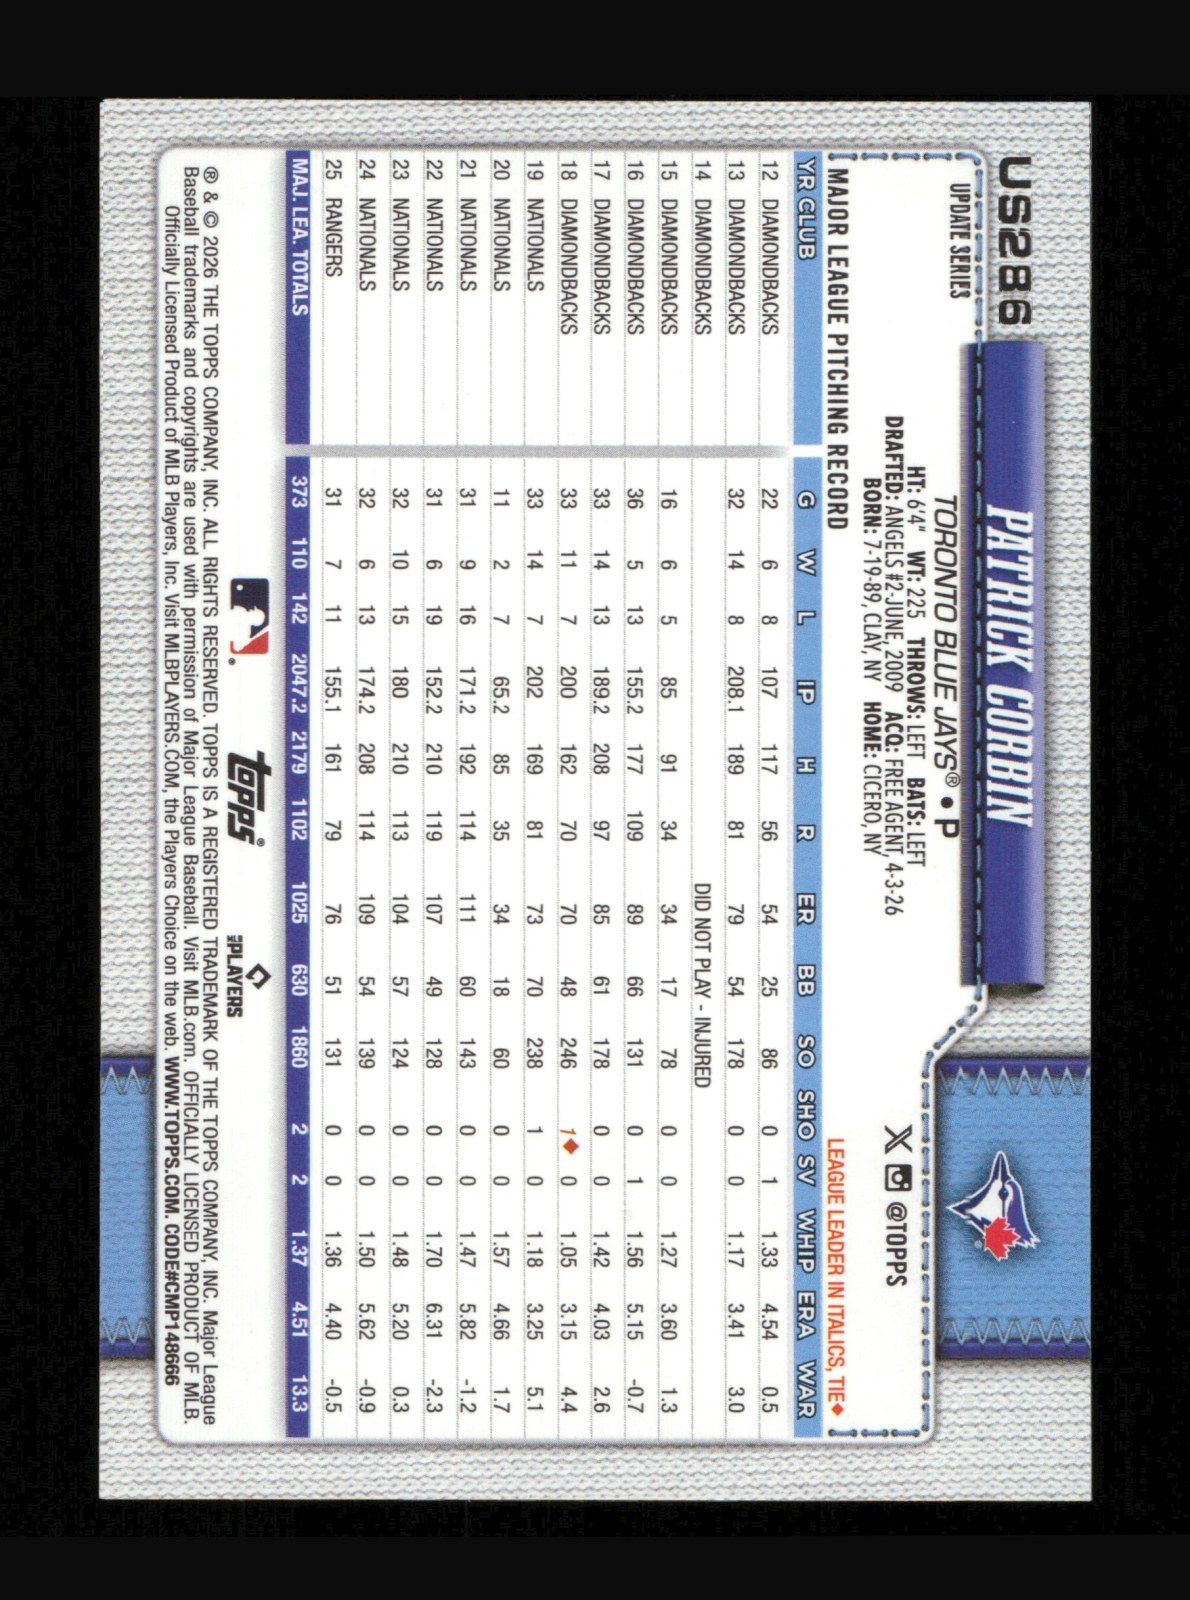 US286
UPDATE SERIES
PATRICK CORBIN
TORONTO BLUE JAYS® • P
HT: 6'4" WT: 225 THROWS: LEFT BATS: LEFT
DRAFTED: ANGELS #2-JUNE, 2009 ACQ: FREE AGENT, 4-3-26
BORN: 7-19-89, CLAY, NY HOME: CICERO, NY
X @TOPPS
MAJOR LEAGUE PITCHING RECORD LEAGUE LEADER IN ITALICS, TIE♦
YR CLUB G W L IP H R ER BB SO SHO SV WHIP ERA WAR
12 DIAMONDBACKS 22 6 8 107 117 56 54 25 86 0 1 1.33 4.54 0.5
13 DIAMONDBACKS 32 14 8 208.1 189 81 79 54 178 0 0 1.17 3.41 3.0
14 DIAMONDBACKS DID NOT PLAY - INJURED
15 DIAMONDBACKS 16 6 5 85 91 34 34 17 78 0 0 1.27 3.60 1.3
16 DIAMONDBACKS 36 5 13 155.2 177 109 89 66 131 0 1 1.56 5.15 -0.7
17 DIAMONDBACKS 33 14 13 189.2 208 97 85 61 178 0 0 1.42 4.03 2.6
18 DIAMONDBACKS 33 11 7 200 162 70 70 48 246 1♦ 0 1.05 3.15 4.4
19 NATIONALS 33 14 7 202 169 81 73 70 238 1 0 1.18 3.25 5.1
20 NATIONALS 11 2 7 65.2 85 35 34 18 60 0 0 1.57 4.66 1.7
21 NATIONALS 31 9 16 171.2 192 114 111 60 143 0 0 1.47 5.82 -1.2
22 NATIONALS 31 6 19 152.2 210 119 107 49 128 0 0 1.70 6.31 -2.3
23 NATIONALS 32 10 15 180 210 113 104 57 124 0 0 1.48 5.20 0.3
24 NATIONALS 32 6 13 174.2 208 114 109 54 139 0 0 1.50 5.62 -0.9
25 RANGERS 31 7 11 155.1 161 79 76 51 131 0 0 1.36 4.40 -0.5
MAJ. LEA. TOTALS 373 110 142 2047.2 2179 1102 1025 630 1860 2 2 1.37 4.51 13.3
topps® MLB PLAYERS
® & © 2026 THE TOPPS COMPANY, INC. ALL RIGHTS RESERVED. TOPPS IS A REGISTERED TRADEMARK OF THE TOPPS COMPANY, INC. Major League
Baseball trademarks and copyrights are used with permission of Major League Baseball. Visit MLB.com. OFFICIALLY LICENSED PRODUCT OF MLB.
Officially Licensed Product of MLB Players, Inc. Visit MLBPLAYERS.COM, the Players Choice on the web. WWW.TOPPS.COM. CODE#CMP148666